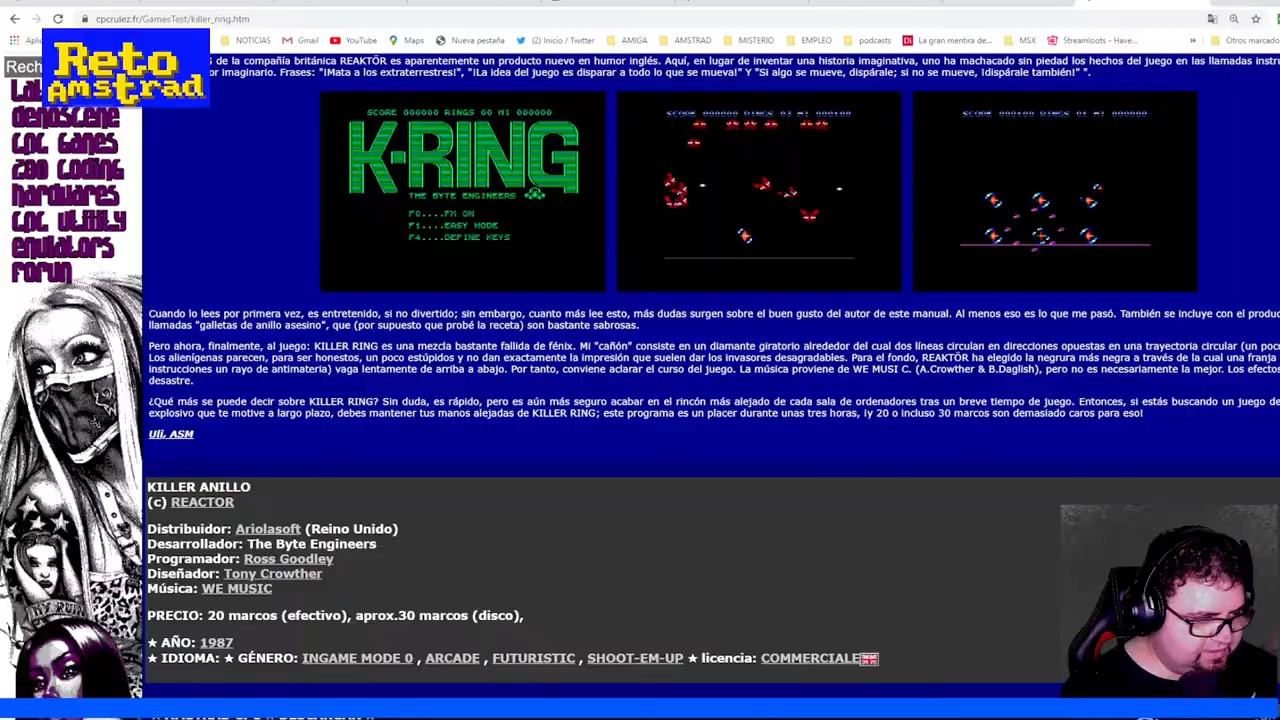 cpcrulez.fr/GamesTest/killer_ring.htm
NOTICIAS Gmail YouTube Maps Nueva pestaña (2) Inicio / Twitter AMIGA AMSTRAD MISTERIO EMPLEO podcasts La gran mentira de... MSX Streamloots - Have... » Otros marcado
Rech
Reto
Amstrad
demoscene
CPC Games
Z80 Coding
hardwares
CPC Utility
emulators
forum
de la compañía británica REAKTÖR es aparentemente un producto nuevo en humor inglés. Aquí, en lugar de inventar una historia imaginativa, uno ha machacado sin piedad los hechos del juego en las llamadas instru
or imaginario. Frases: "¡Mata a los extraterrestres!", "¡La idea del juego es disparar a todo lo que se mueva!" Y "Si algo se mueve, dispárale; si no se mueve, ¡dispárale también!" ".
SCORE 000000 RINGS 00 HI 000000
K-RING
THE BYTE ENGINEERS
F0....FX ON
F1....EASY MODE
F4....DEFINE KEYS
Cuando lo lees por primera vez, es entretenido, si no divertido; sin embargo, cuanto más lee esto, más dudas surgen sobre el buen gusto del autor de este manual. Al menos eso es lo que me pasó. También se incluye con el produc
llamadas "galletas de anillo asesino", que (por supuesto que probé la receta) son bastante sabrosas.
Pero ahora, finalmente, al juego: KILLER RING es una mezcla bastante fallida de fénix. Mi "cañón" consiste en un diamante giratorio alrededor del cual dos líneas circulan en direcciones opuestas en una trayectoria circular (un poco
Los alienígenas parecen, para ser honestos, un poco estúpidos y no dan exactamente la impresión que suelen dar los invasores desagradables. Para el fondo, REAKTÖR ha elegido la negrura más negra a través de la cual una franja
instrucciones un rayo de antimateria) vaga lentamente de arriba a abajo. Por tanto, conviene aclarar el curso del juego. La música proviene de WE MUSI C. (A.Crowther & B.Daglish), pero no es necesariamente la mejor. Los efectos
desastre.
¿Qué más se puede decir sobre KILLER RING? Sin duda, es rápido, pero es aún más seguro acabar en el rincón más alejado de cada sala de ordenadores tras un breve tiempo de juego. Entonces, si estás buscando un juego de
explosivo que te motive a largo plazo, debes mantener tus manos alejadas de KILLER RING; este programa es un placer durante unas tres horas, ¡y 20 o incluso 30 marcos son demasiado caros para eso!
Uli, ASM
KILLER ANILLO
(c) REACTOR
Distribuidor: Ariolasoft (Reino Unido)
Desarrollador: The Byte Engineers
Programador: Ross Goodley
Diseñador: Tony Crowther
Música: WE MUSIC
PRECIO: 20 marcos (efectivo), aprox.30 marcos (disco),
★ AÑO: 1987
★ IDIOMA: ★ GÉNERO: INGAME MODE 0 , ARCADE , FUTURISTIC , SHOOT-EM-UP ★ licencia: COMMERCIALE